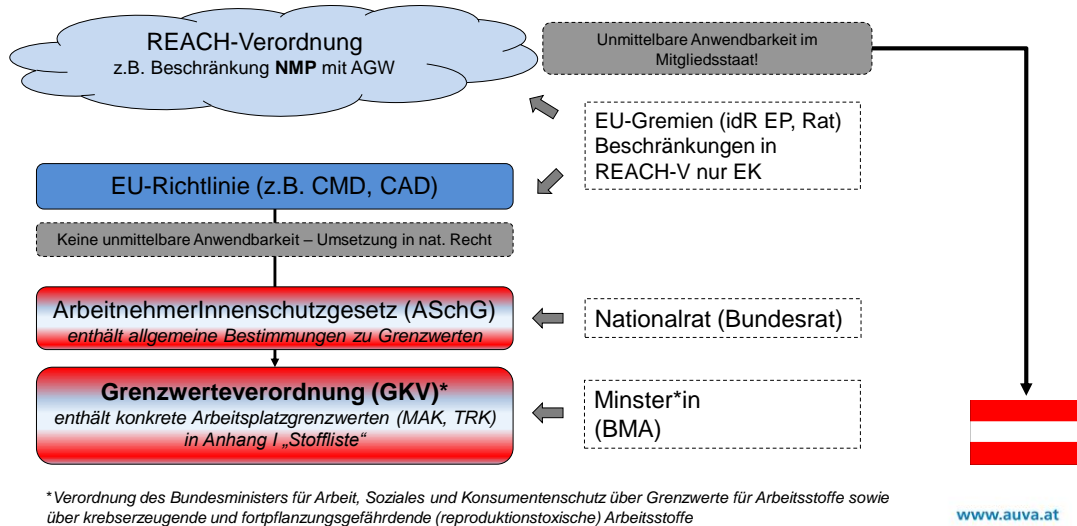 REACH-Verordnung
z.B. Beschränkung NMP mit AGW
Unmittelbare Anwendbarkeit im
Mitgliedsstaat!
EU-Gremien (idR EP, Rat)
Beschränkungen in
REACH-V nur EK
EU-Richtlinie (z.B. CMD, CAD)
Keine unmittelbare Anwendbarkeit – Umsetzung in nat. Recht
ArbeitnehmerInnenschutzgesetz (ASchG)
enthält allgemeine Bestimmungen zu Grenzwerten
Nationalrat (Bundesrat)
Grenzwerteverordnung (GKV)*
enthält konkrete Arbeitsplatzgrenzwerten (MAK, TRK)
in Anhang I „Stoffliste“
Minster*in
(BMA)
*Verordnung des Bundesministers für Arbeit, Soziales und Konsumentenschutz über Grenzwerte für Arbeitsstoffe sowie
über krebserzeugende und fortpflanzungsgefährdende (reproduktionstoxische) Arbeitsstoffe
www.auva.at